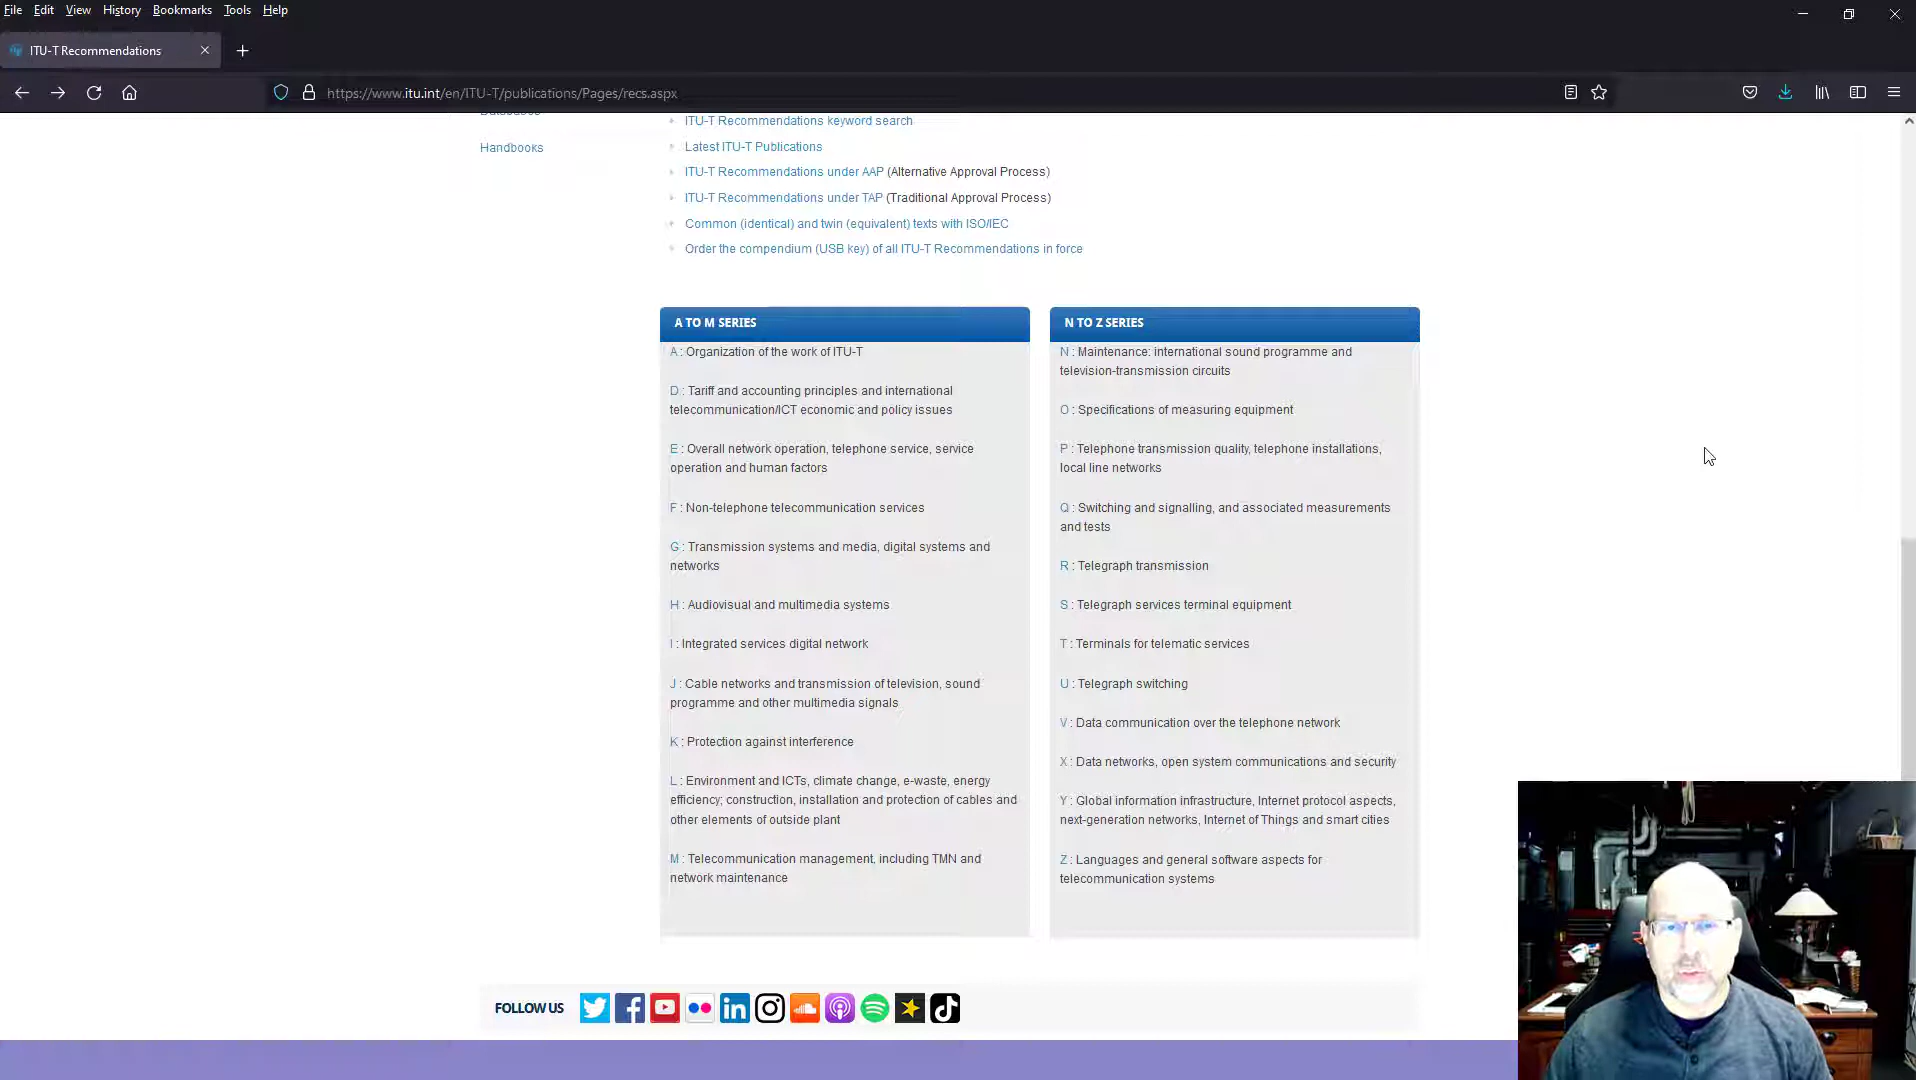 File Edit View History Bookmarks Tools Help
ITU-T Recommendations
https://www.itu.int/en/ITU-T/publications/Pages/recs.aspx
Databases
Handbooks
ITU-T Recommendations keyword search
Latest ITU-T Publications
ITU-T Recommendations under AAP (Alternative Approval Process)
ITU-T Recommendations under TAP (Traditional Approval Process)
Common (identical) and twin (equivalent) texts with ISO/IEC
Order the compendium (USB key) of all ITU-T Recommendations in force
A TO M SERIES
A : Organization of the work of ITU-T
D : Tariff and accounting principles and international
telecommunication/ICT economic and policy issues
E : Overall network operation, telephone service, service
operation and human factors
F : Non-telephone telecommunication services
G : Transmission systems and media, digital systems and
networks
H : Audiovisual and multimedia systems
I : Integrated services digital network
J : Cable networks and transmission of television, sound
programme and other multimedia signals
K : Protection against interference
L : Environment and ICTs, climate change, e-waste, energy
efficiency; construction, installation and protection of cables and
other elements of outside plant
M : Telecommunication management, including TMN and
network maintenance
N TO Z SERIES
N : Maintenance: international sound programme and
television-transmission circuits
O : Specifications of measuring equipment
P : Telephone transmission quality, telephone installations,
local line networks
Q : Switching and signalling, and associated measurements
and tests
R : Telegraph transmission
S : Telegraph services terminal equipment
T : Terminals for telematic services
U : Telegraph switching
V : Data communication over the telephone network
X : Data networks, open system communications and security
Y : Global information infrastructure, Internet protocol aspects,
next-generation networks, Internet of Things and smart cities
Z : Languages and general software aspects for
telecommunication systems
FOLLOW US